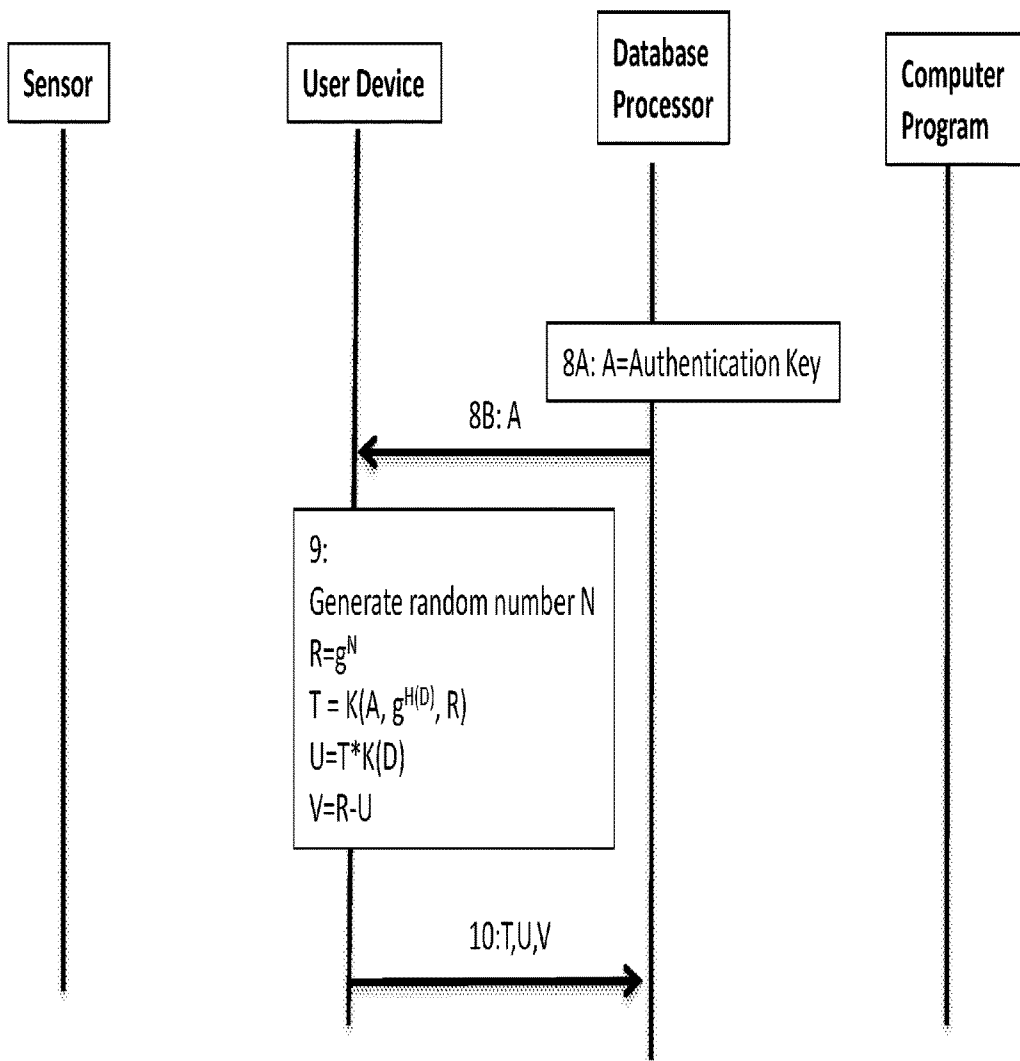 Sensor
User Device
Database
Processor
Computer
Program
8A: A=Authentication Key
8B: A
9:
Generate random number N
R=g^N
T = K(A, g^H(D), R)
U=T*K(D)
V=R-U
10:T,U,V